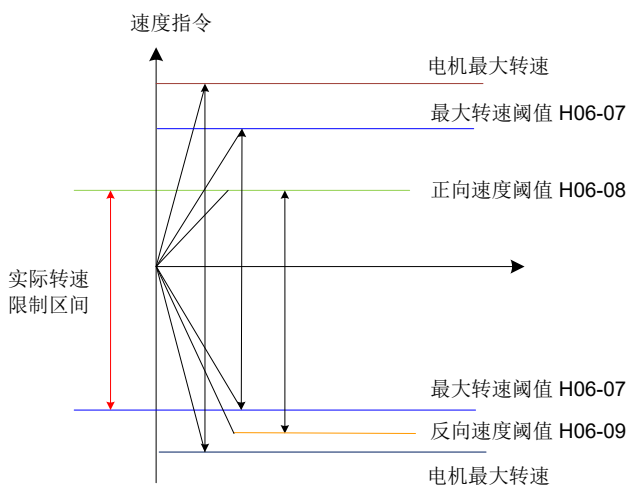 速度指令
电机最大转速
最大转速阈值 H06-07
正向速度阈值 H06-08
实际转速
限制区间
最大转速阈值 H06-07
反向速度阈值 H06-09
电机最大转速